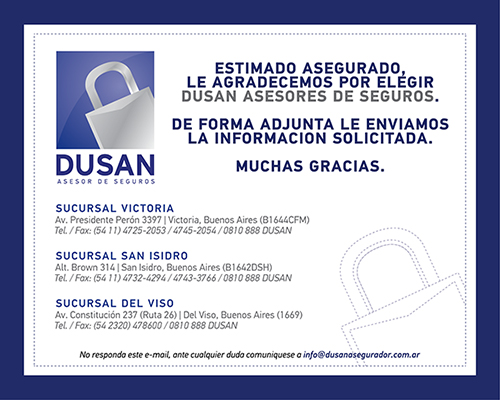 ESTIMADO ASEGURADO,
LE AGRADECEMOS POR ELEGIR
DUSAN ASESORES DE SEGUROS.
DE FORMA ADJUNTA LE ENVIAMOS
LA INFORMACION SOLICITADA.
MUCHAS GRACIAS.
DUSAN
ASESOR DE SEGUROS
SUCURSAL VICTORIA
Av. Presidente Perón 3397 | Victoria, Buenos Aires (B1644CFM)
Tel. / Fax: (54 11) 4725-2053 / 4745-2054 / 0810 888 DUSAN
SUCURSAL SAN ISIDRO
Alt. Brown 314 | San Isidro, Buenos Aires (B1642DSH)
Tel. / Fax: (54 11) 4732-4294 / 4743-3766 / 0810 888 DUSAN
SUCURSAL DEL VISO
Av. Constitución 237 (Ruta 26) | Del Viso, Buenos Aires (1669)
Tel. / Fax: (54 2320) 478600 / 0810 888 DUSAN
No responda este e-mail, ante cualquier duda comuniquese a info@dusanasegurador.com.ar